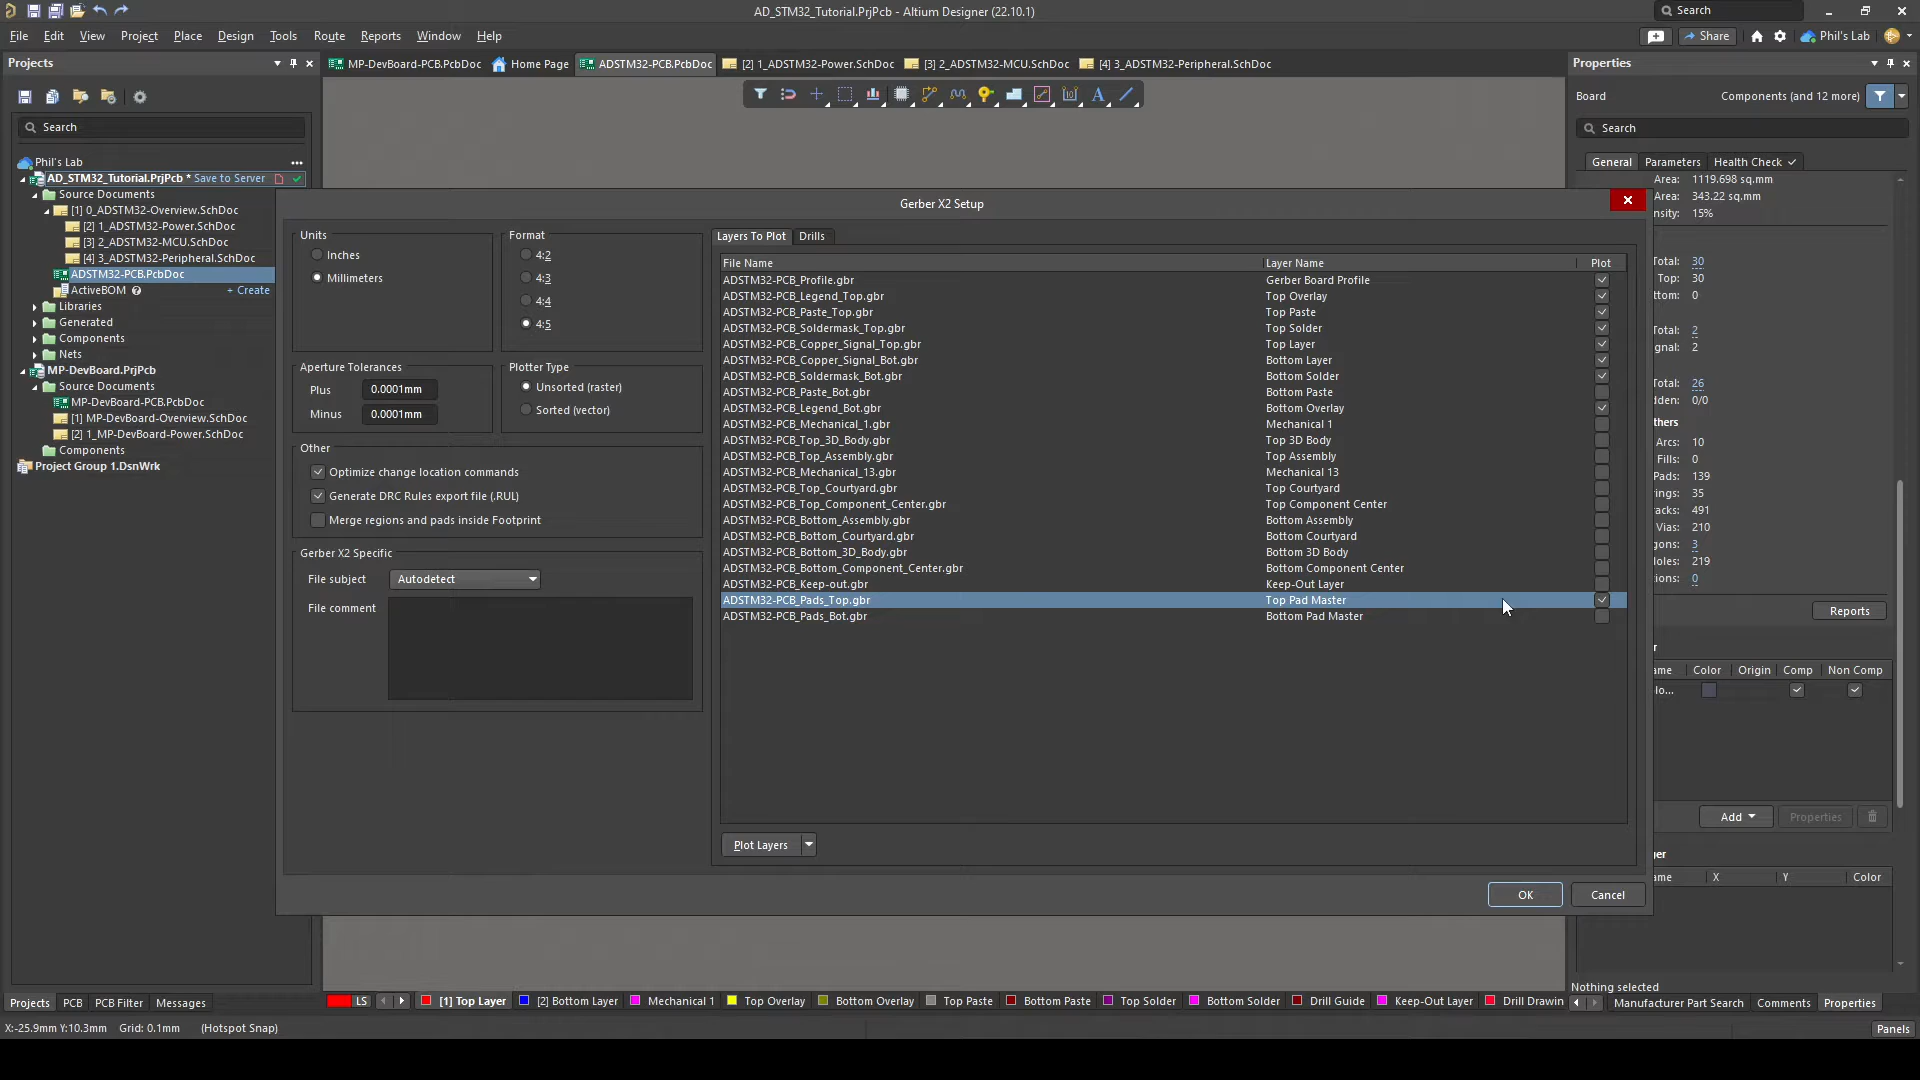 AD_STM32_Tutorial.PrjPcb - Altium Designer (22.10.1)
Search
File Edit View Project Place Design Tools Route Reports Window Help
Share
Phil's Lab
Projects
MP-DevBoard-PCB.PcbDoc
Home Page
ADSTM32-PCB.PcbDoc
[2] 1_ADSTM32-Power.SchDoc
[3] 2_ADSTM32-MCU.SchDoc
[4] 3_ADSTM32-Peripheral.SchDoc
Search
Phil's Lab
AD_STM32_Tutorial.PrjPcb * Save to Server
Source Documents
[1] 0_ADSTM32-Overview.SchDoc
[2] 1_ADSTM32-Power.SchDoc
[3] 2_ADSTM32-MCU.SchDoc
[4] 3_ADSTM32-Peripheral.SchDoc
ADSTM32-PCB.PcbDoc
ActiveBOM + Create
Libraries
Generated
Components
Nets
MP-DevBoard.PrjPcb
Source Documents
MP-DevBoard-PCB.PcbDoc
[1] MP-DevBoard-Overview.SchDoc
[2] 1_MP-DevBoard-Power.SchDoc
Components
Project Group 1.DsnWrk
Gerber X2 Setup
Units
Inches
Millimeters
Format
4:2
4:3
4:4
4:5
Aperture Tolerances
Plus 0.0001mm
Minus 0.0001mm
Plotter Type
Unsorted (raster)
Sorted (vector)
Other
Optimize change location commands
Generate DRC Rules export file (.RUL)
Merge regions and pads inside Footprint
Gerber X2 Specific
File subject Autodetect
File comment
Layers To Plot Drills
File Name Layer Name Plot
ADSTM32-PCB_Profile.gbr Gerber Board Profile
ADSTM32-PCB_Legend_Top.gbr Top Overlay
ADSTM32-PCB_Paste_Top.gbr Top Paste
ADSTM32-PCB_Soldermask_Top.gbr Top Solder
ADSTM32-PCB_Copper_Signal_Top.gbr Top Layer
ADSTM32-PCB_Copper_Signal_Bot.gbr Bottom Layer
ADSTM32-PCB_Soldermask_Bot.gbr Bottom Solder
ADSTM32-PCB_Paste_Bot.gbr Bottom Paste
ADSTM32-PCB_Legend_Bot.gbr Bottom Overlay
ADSTM32-PCB_Mechanical_1.gbr Mechanical 1
ADSTM32-PCB_Top_3D_Body.gbr Top 3D Body
ADSTM32-PCB_Top_Assembly.gbr Top Assembly
ADSTM32-PCB_Mechanical_13.gbr Mechanical 13
ADSTM32-PCB_Top_Courtyard.gbr Top Courtyard
ADSTM32-PCB_Top_Component_Center.gbr Top Component Center
ADSTM32-PCB_Bottom_Assembly.gbr Bottom Assembly
ADSTM32-PCB_Bottom_Courtyard.gbr Bottom Courtyard
ADSTM32-PCB_Bottom_3D_Body.gbr Bottom 3D Body
ADSTM32-PCB_Bottom_Component_Center.gbr Bottom Component Center
ADSTM32-PCB_Keep-out.gbr Keep-Out Layer
ADSTM32-PCB_Pads_Top.gbr Top Pad Master
ADSTM32-PCB_Pads_Bot.gbr Bottom Pad Master
Plot Layers
OK Cancel
Properties
Board Components (and 12 more)
Search
General Parameters Health Check
Area: 1119.698 sq.mm
Area: 343.22 sq.mm
nsity: 15%
Total: 30
Top: 30
ttom: 0
otal: 2
gnal: 2
Total: 26
dden: 0/0
thers
Arcs: 10
Fills: 0
Pads: 139
rings: 35
racks: 491
Vias: 210
gons: 3
Holes: 219
tions: 0
Reports
r
ame Color Origin Comp Non Comp
lo...
Add Properties
ger
ame X Y Color
Nothing selected
Projects PCB PCB Filter Messages
LS [1] Top Layer [2] Bottom Layer Mechanical 1 Top Overlay Bottom Overlay Top Paste Bottom Paste Top Solder Bottom Solder Drill Guide Keep-Out Layer Drill Drawin
Manufacturer Part Search Comments Properties
X:-25.9mm Y:10.3mm Grid: 0.1mm (Hotspot Snap)
Panels